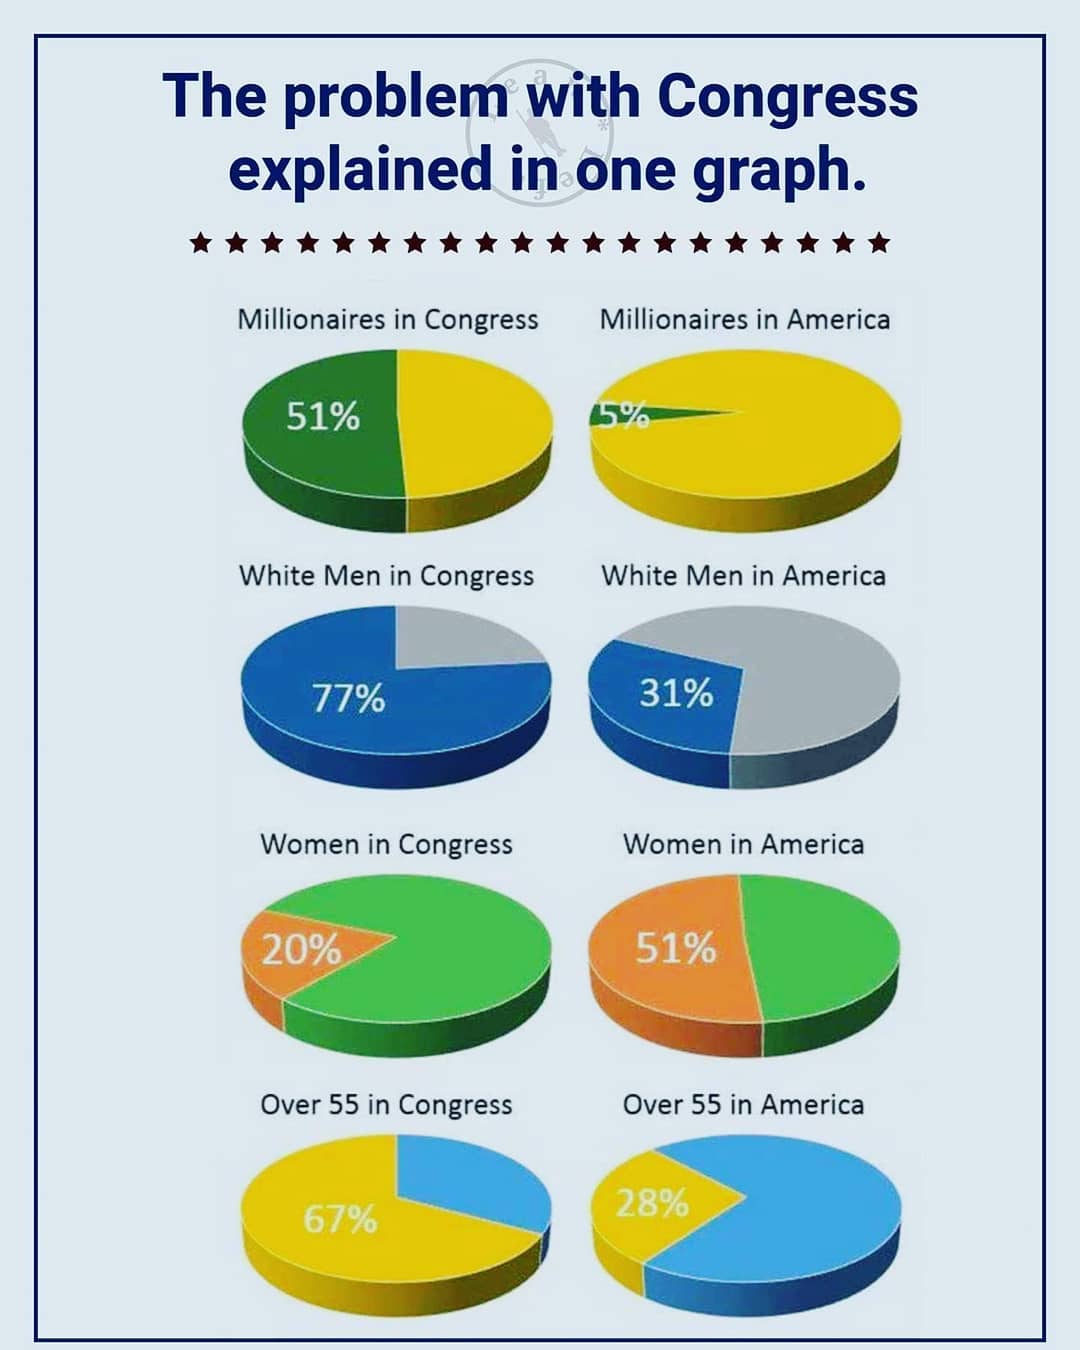 The problem with Congress
explained in one graph.
Millionaires in Congress
Millionaires in America
51%
5%
White Men in Congress
White Men in America
77%
31%
Women in Congress
Women in America
20%
51%
Over 55 in Congress
Over 55 in America
67%
28%